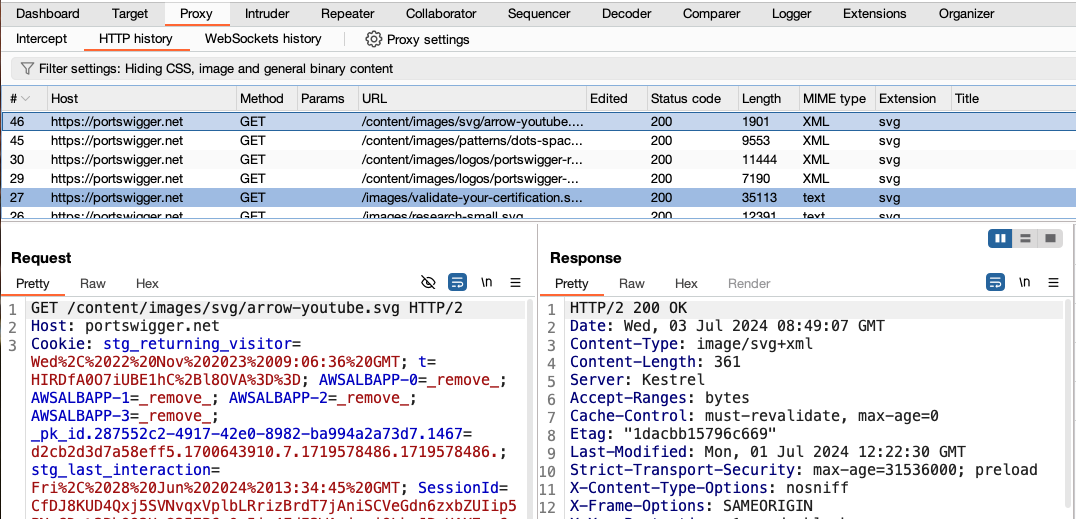 Dashboard Target Proxy Intruder Repeater Collaborator Sequencer Decoder Comparer Logger Extensions Organizer
Intercept HTTP history WebSockets history Proxy settings
Filter settings: Hiding CSS, image and general binary content
# Host Method Params URL Edited Status code Length MIME type Extension Title
46 https://portswigger.net GET /content/images/svg/arrow-youtube.... 200 1901 XML svg
45 https://portswigger.net GET /content/images/patterns/dots-spac... 200 9553 XML svg
30 https://portswigger.net GET /content/images/logos/portswigger-r... 200 11444 XML svg
29 https://portswigger.net GET /content/images/logos/portswigger-... 200 7190 XML svg
27 https://portswigger.net GET /images/validate-your-certification.s... 200 35113 text svg
26 https://portswigger.net GET /images/research-small.svg 200 12391 text svg
Request
Pretty Raw Hex \n
1 GET /content/images/svg/arrow-youtube.svg HTTP/2
2 Host: portswigger.net
3 Cookie: stg_returning_visitor=
Wed%2C%2022%20Nov%202023%2009:06:36%20GMT; t=
HIRDfA0O7iUBE1hC%2Bl8OVA%3D%3D; AWSALBAPP-0=_remove_;
AWSALBAPP-1=_remove_; AWSALBAPP-2=_remove_;
AWSALBAPP-3=_remove_;
_pk_id.287552c2-4917-42e0-8982-ba994a2a73d7.1467=
d2cb2d3d7a58eff5.1700643910.7.1719578486.1719578486.;
stg_last_interaction=
Fri%2C%2028%20Jun%202024%2013:34:45%20GMT; SessionId=
CfDJ8KUD4Qxj5SVNvqxVplbLRrizBrdT7jAniSCVeGdn6zxbZUIip5
Response
Pretty Raw Hex Render \n
1 HTTP/2 200 OK
2 Date: Wed, 03 Jul 2024 08:49:07 GMT
3 Content-Type: image/svg+xml
4 Content-Length: 361
5 Server: Kestrel
6 Accept-Ranges: bytes
7 Cache-Control: must-revalidate, max-age=0
8 Etag: "1dacbb15796c669"
9 Last-Modified: Mon, 01 Jul 2024 12:22:30 GMT
10 Strict-Transport-Security: max-age=31536000; preload
11 X-Content-Type-Options: nosniff
12 X-Frame-Options: SAMEORIGIN